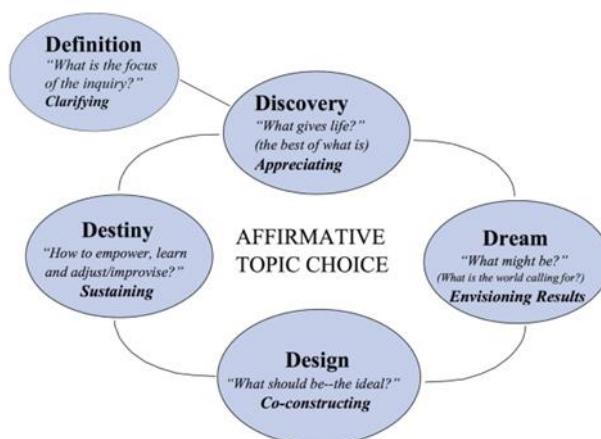 Definition
“What is the focus
of the inquiry?”
Clarifying
Discovery
“What gives life?”
(the best of what is)
Appreciating
Destiny
“How to empower, learn
and adjust/improvise?”
Sustaining
AFFIRMATIVE
TOPIC CHOICE
Dream
“What might be?”
(What is the world calling for?)
Envisioning Results
Design
“What should be--the ideal?”
Co-constructing